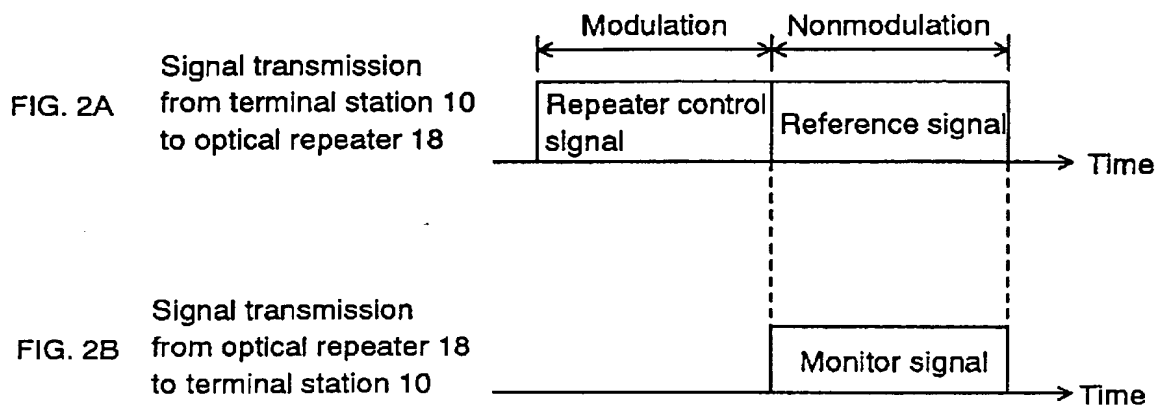 Modulation Nonmodulation
FIG. 2A
Signal transmission
from terminal station 10
to optical repeater 18
Repeater control
signal
Reference signal
Time
FIG. 2B
Signal transmission
from optical repeater 18
to terminal station 10
Monitor signal
Time